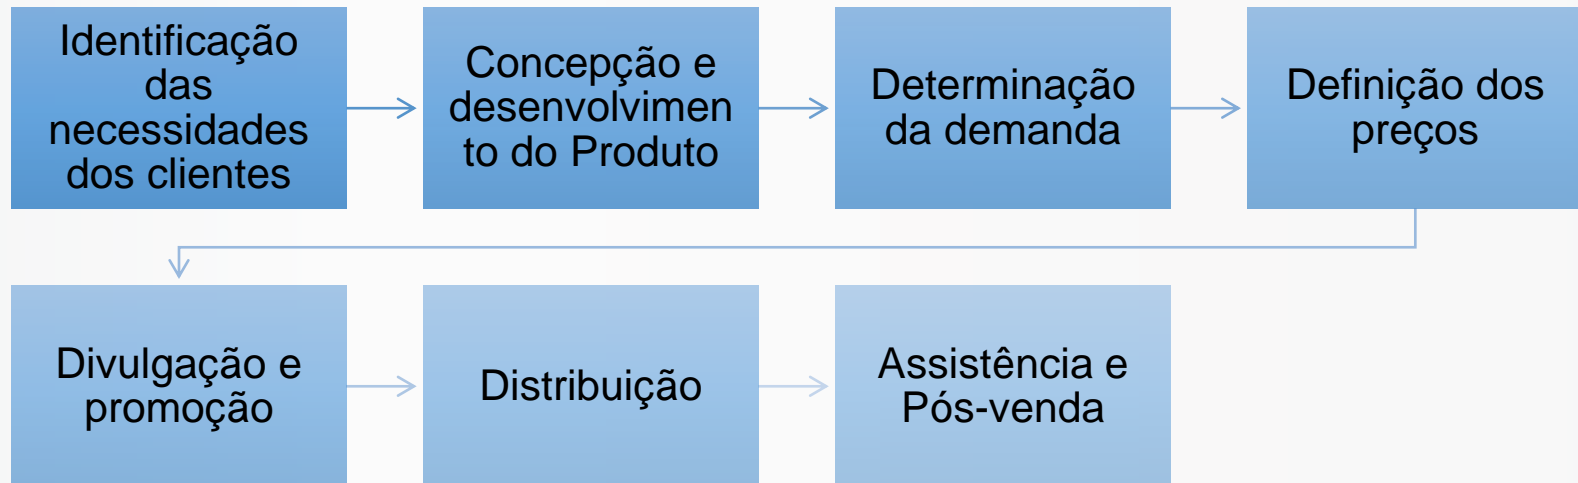 Identificação
das
necessidades
dos clientes
Concepção e
desenvolvimen
to do Produto
Determinação
da demanda
Definição dos
preços
Divulgação e
promoção
Distribuição
Assistência e
Pós-venda